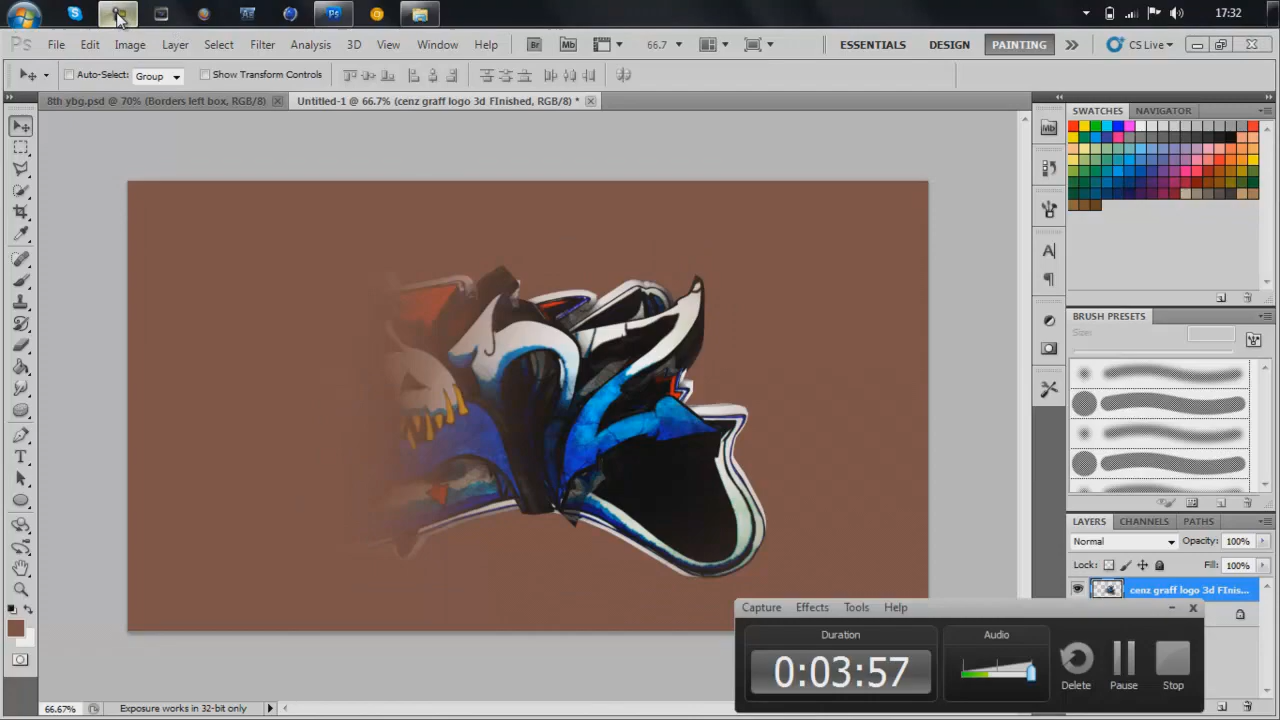 17:32
Ps File Edit Image Layer Select Filter Analysis 3D View Window Help Br Mb 66.7 ESSENTIALS DESIGN PAINTING CS Live
Auto-Select: Group Show Transform Controls
8th ybg.psd @ 70% (Borders left box, RGB/8) Untitled-1 @ 66.7% (cenz graff logo 3d FInished, RGB/8) *
SWATCHES NAVIGATOR
BRUSH PRESETS
Size:
LAYERS CHANNELS PATHS
Normal Opacity: 100%
Lock: Fill: 100%
cenz graff logo 3d FInis...
Capture Effects Tools Help
Duration Audio
0:03:57
Delete Pause Stop
66.67% Exposure works in 32-bit only